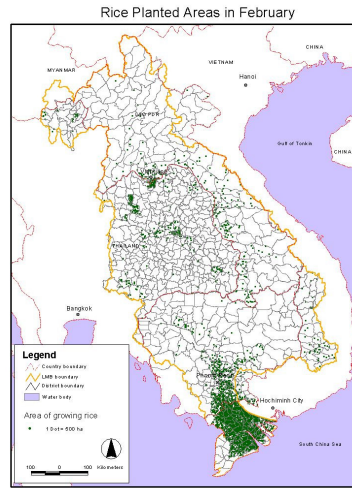 Rice Planted Areas in February
CHINA
MYANMAR
VIETNAM
Hanoi
Gulf of Tonkin
CHINA
THAILAND
Bangkok
Hochiminh City
South China Sea
Legend
Country boundary
LMB boundary
District boundary
Water body
Area of growing rice
1 Dot = 500 ha
100 0 100 Kilometers